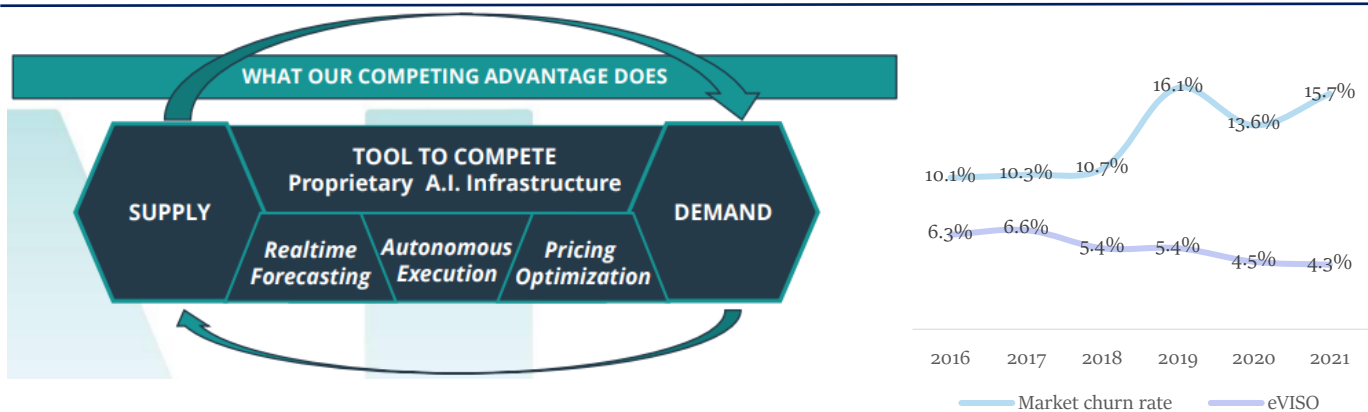 WHAT OUR COMPETING ADVANTAGE DOES
TOOL TO COMPETE
Proprietary A.I. Infrastructure
SUPPLY
DEMAND
Realtime
Forecasting
Autonomous
Execution
Pricing
Optimization
16.1%
15.7%
13.6%
10.1%
10.3%
10.7%
6.3%
6.6%
5.4%
5.4%
4.5%
4.3%
2016 2017 2018 2019 2020 2021
Market churn rate eVISO